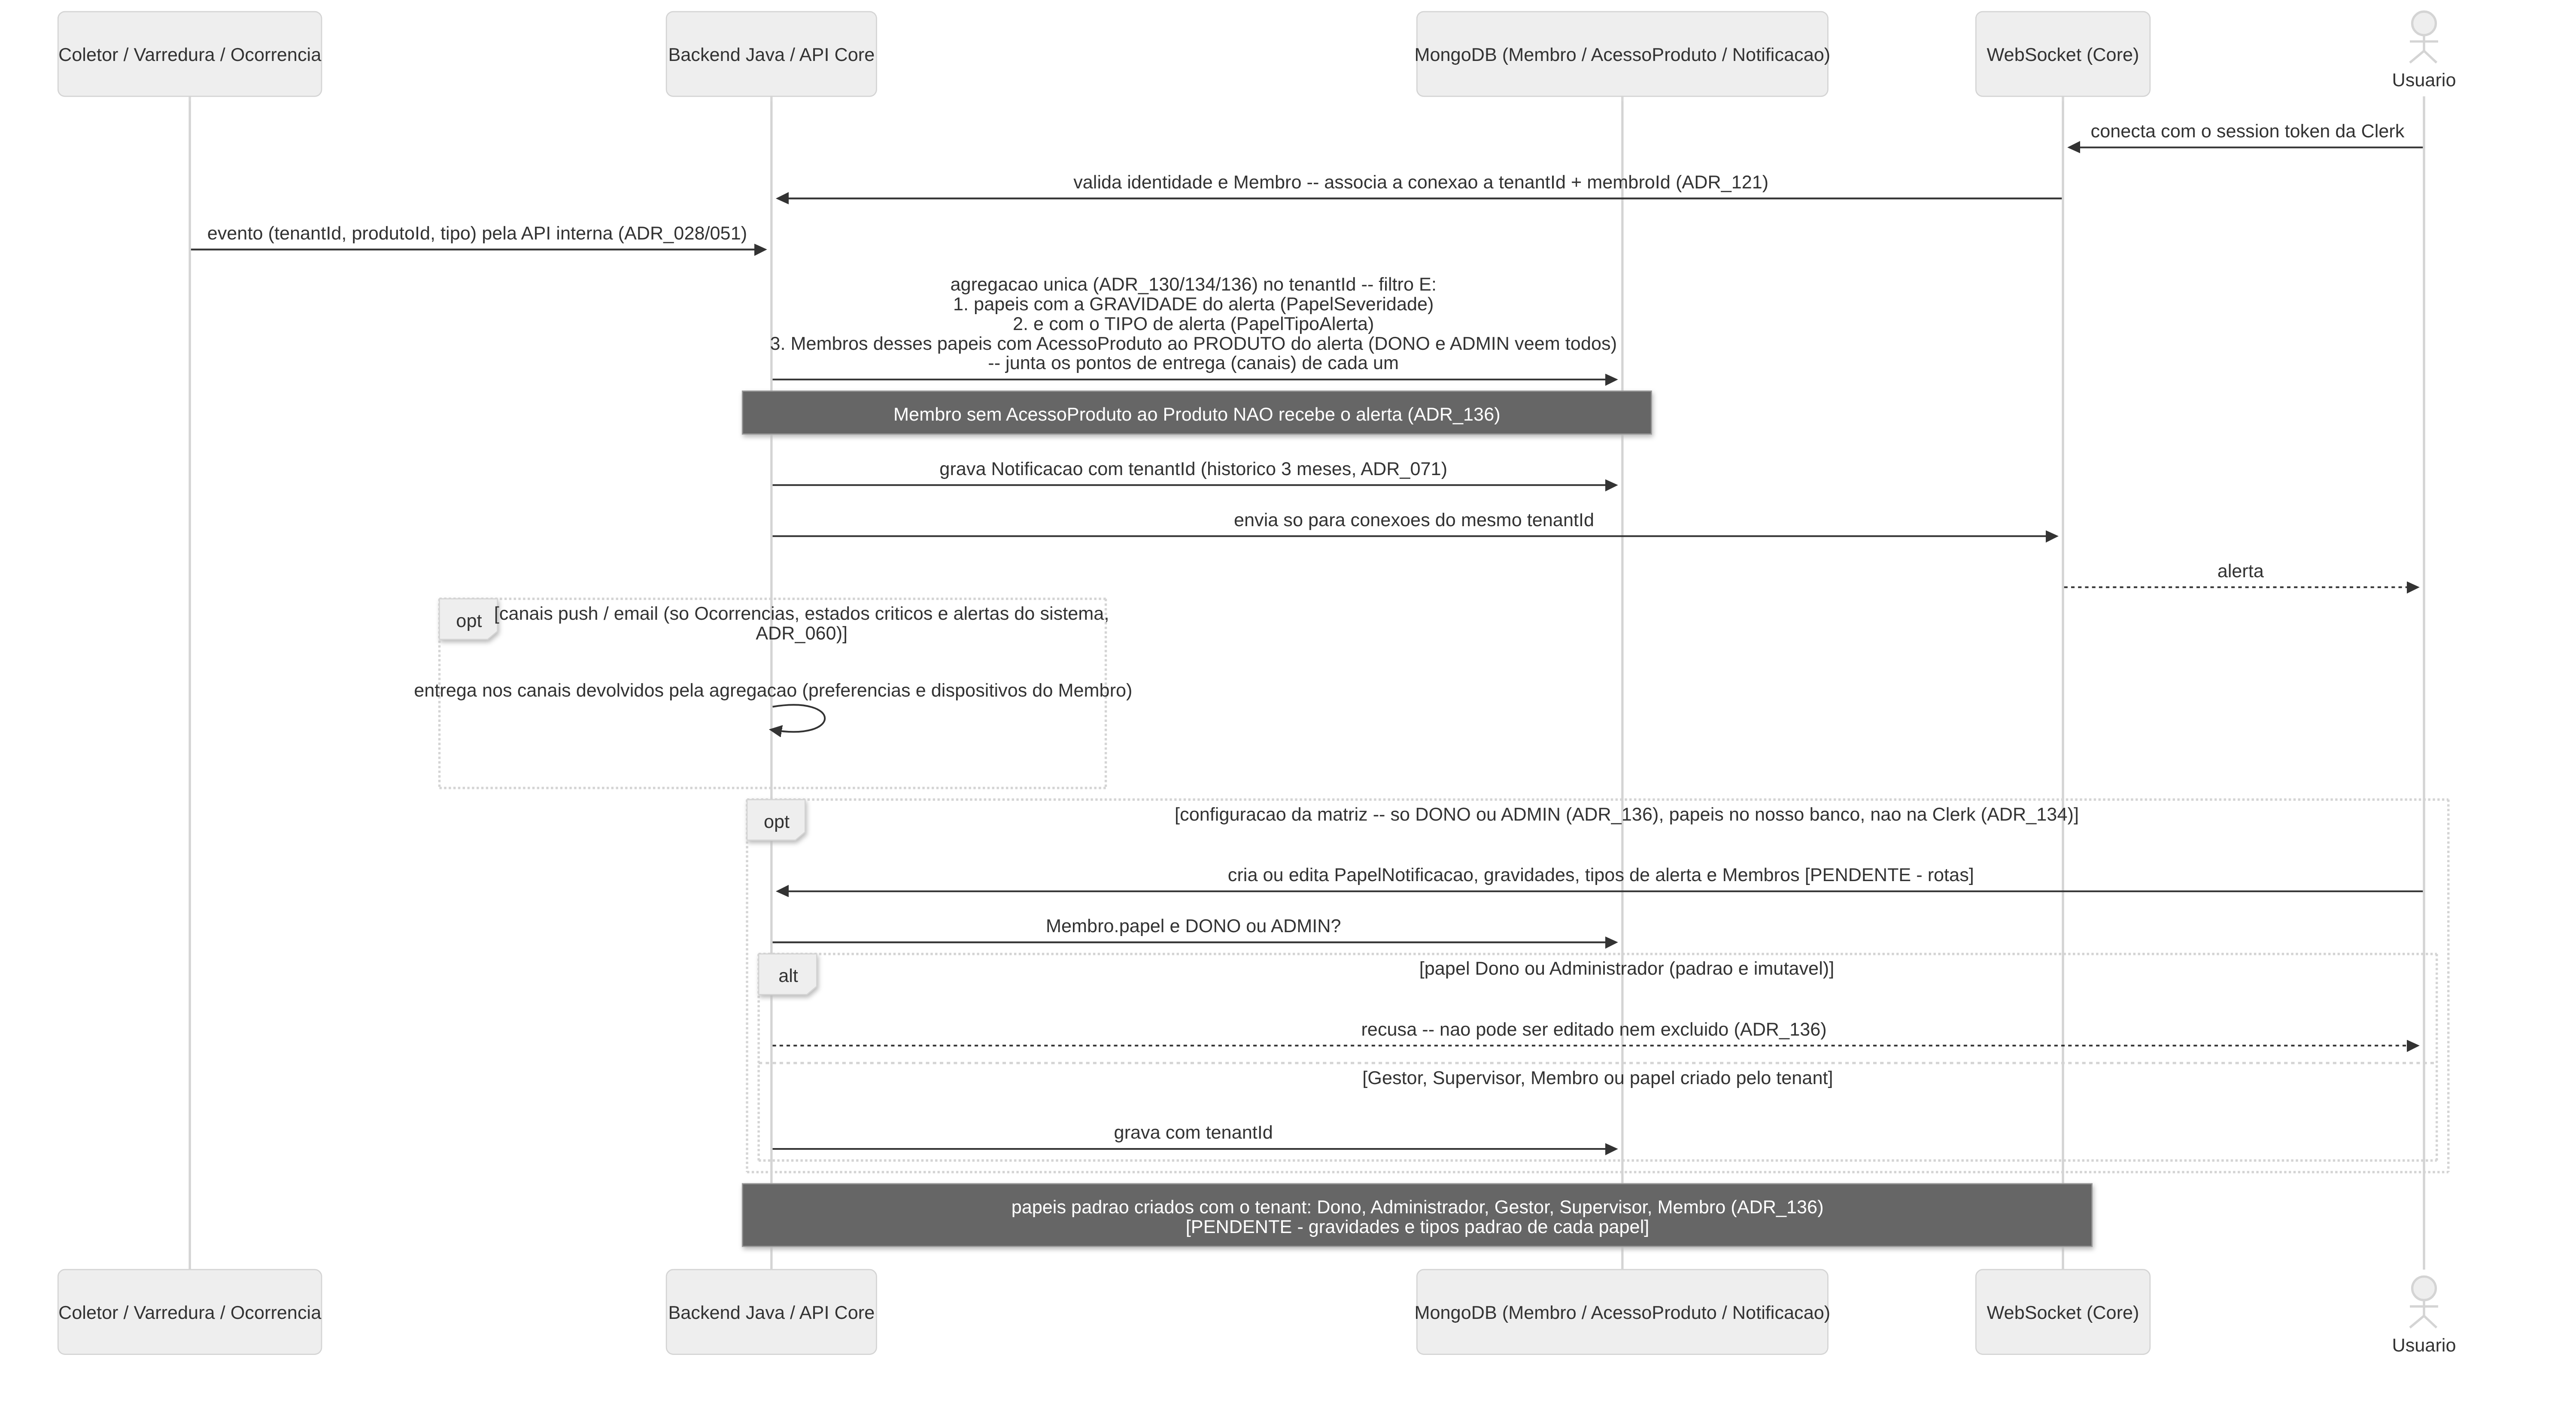 Coletor / Varredura / Ocorrencia
Backend Java / API Core
MongoDB (Membro / AcessoProduto / Notificacao)
WebSocket (Core)
Usuario
conecta com o session token da Clerk
valida identidade e Membro -- associa a conexao a tenantId + membroId (ADR_121)
evento (tenantId, produtoId, tipo) pela API interna (ADR_028/051)
agregacao unica (ADR_130/134/136) no tenantId -- filtro E:
1. papeis com a GRAVIDADE do alerta (PapelSeveridade)
2. e com o TIPO de alerta (PapelTipoAlerta)
3. Membros desses papeis com AcessoProduto ao PRODUTO do alerta (DONO e ADMIN veem todos)
-- junta os pontos de entrega (canais) de cada um
Membro sem AcessoProduto ao Produto NAO recebe o alerta (ADR_136)
grava Notificacao com tenantId (historico 3 meses, ADR_071)
envia so para conexoes do mesmo tenantId
alerta
opt
[canais push / email (so Ocorrencias, estados criticos e alertas do sistema,
ADR_060)]
entrega nos canais devolvidos pela agregacao (preferencias e dispositivos do Membro)
opt
[configuracao da matriz -- so DONO ou ADMIN (ADR_136), papeis no nosso banco, nao na Clerk (ADR_134)]
cria ou edita PapelNotificacao, gravidades, tipos de alerta e Membros [PENDENTE - rotas]
Membro.papel e DONO ou ADMIN?
alt
[papel Dono ou Administrador (padrao e imutavel)]
recusa -- nao pode ser editado nem excluido (ADR_136)
[Gestor, Supervisor, Membro ou papel criado pelo tenant]
grava com tenantId
papeis padrao criados com o tenant: Dono, Administrador, Gestor, Supervisor, Membro (ADR_136)
[PENDENTE - gravidades e tipos padrao de cada papel]
Coletor / Varredura / Ocorrencia
Backend Java / API Core
MongoDB (Membro / AcessoProduto / Notificacao)
WebSocket (Core)
Usuario